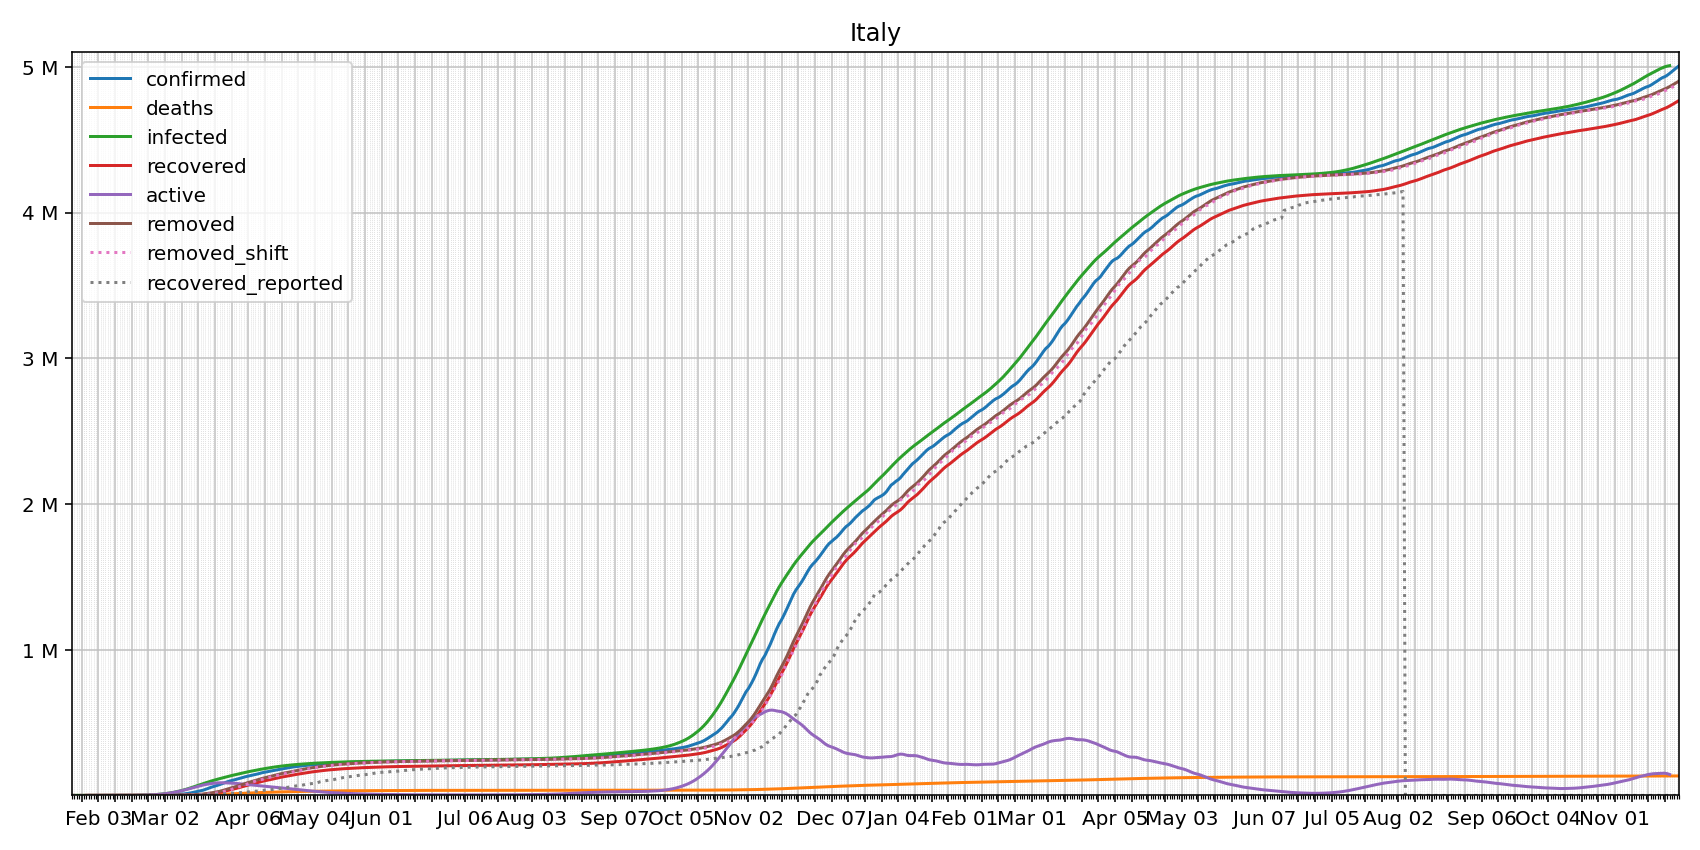 Italy
5 M
4 M
3 M
2 M
1 M
confirmed
deaths
infected
recovered
active
removed
removed_shift
recovered_reported
Feb 03 Mar 02 Apr 06 May 04 Jun 01 Jul 06 Aug 03 Sep 07 Oct 05 Nov 02 Dec 07 Jan 04 Feb 01 Mar 01 Apr 05 May 03 Jun 07 Jul 05 Aug 02 Sep 06 Oct 04 Nov 01